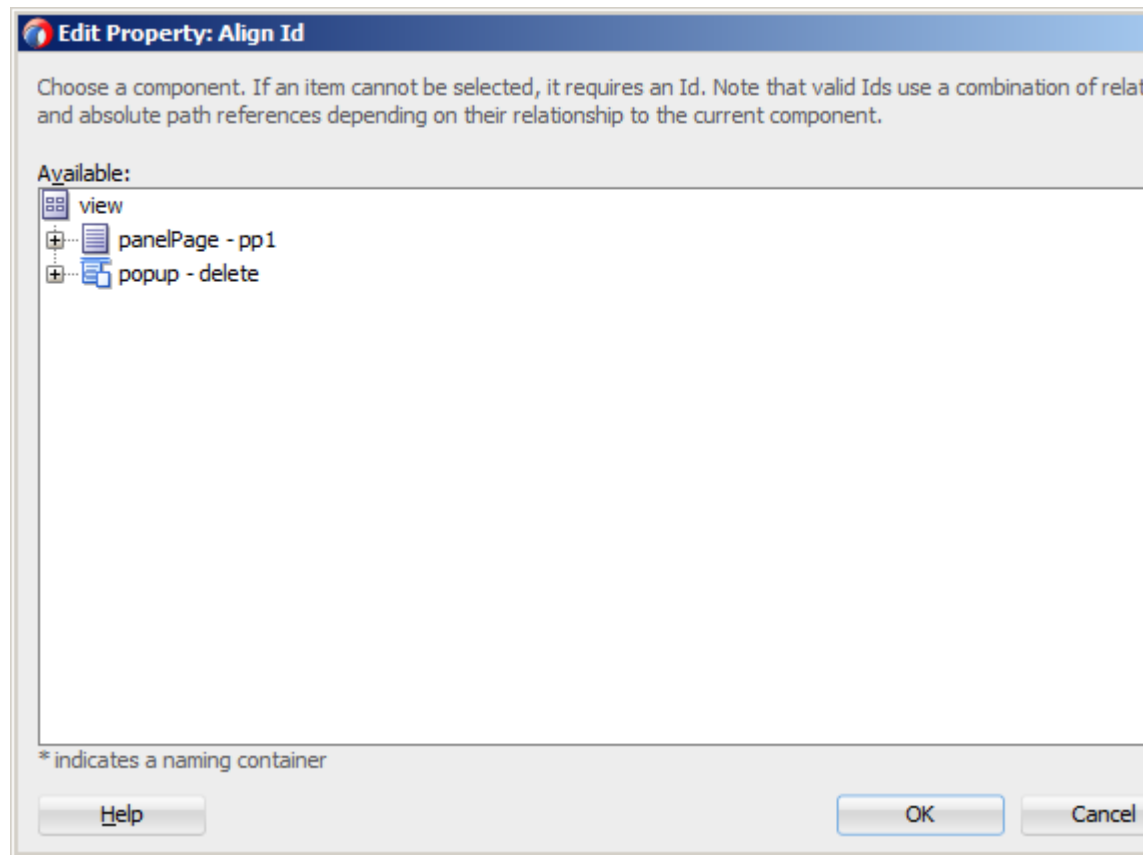 Edit Property: Align Id
Choose a component. If an item cannot be selected, it requires an Id. Note that valid Ids use a combination of relat
and absolute path references depending on their relationship to the current component.
Available:
view
panelPage - pp1
popup - delete
* indicates a naming container
Help
OK
Cancel